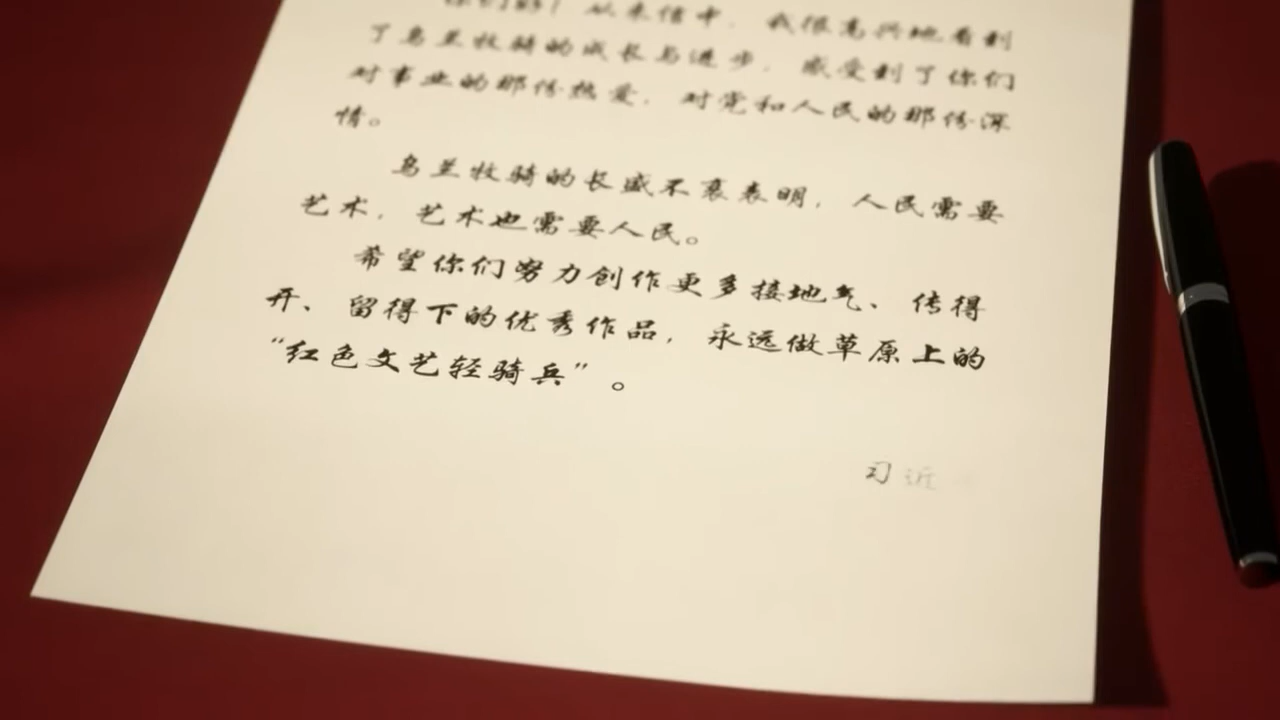 你们好！从来信中，我很高兴地看到
了乌兰牧骑的成长与进步，感受到了你们
对事业的那份热爱，对党和人民的那份深
情。
乌兰牧骑的长盛不衰表明，人民需要
艺术，艺术也需要人民。
希望你们努力创作更多接地气、传得
开、留得下的优秀作品，永远做草原上的
“红色文艺轻骑兵”。
习近